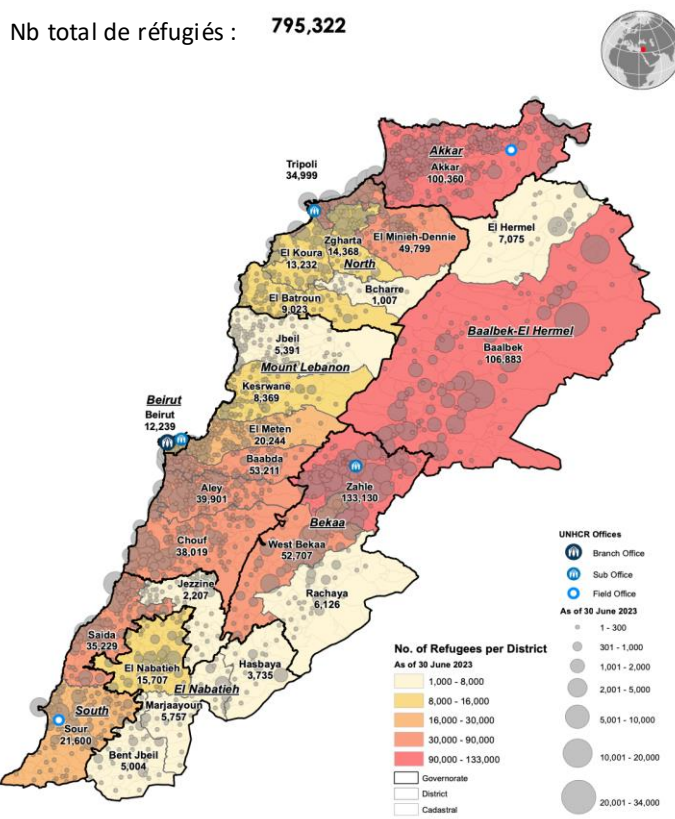 Nb total de réfugiés : 795,322
Akkar
Akkar
100,360
Tripoli
34,999
El Hermel
7,075
El Minieh-Dennie
49,799
Zgharta
14,368
El Koura
13,232
North
Bcharre
1,007
El Batroun
9,023
Baalbek-El Hermel
Baalbek
106,883
Jbeil
5,391
Mount Lebanon
Kesrwane
8,369
Beirut
Beirut
12,239
El Meten
20,244
Baabda
53,211
Aley
39,901
Zahle
133,130
Bekaa
Chouf
38,019
West Bekaa
52,707
Rachaya
6,126
Jezzine
2,207
Saida
35,229
El Nabatieh
15,707
Hasbaya
3,735
El Nabatieh
Marjaayoun
5,757
South
Sour
21,600
Bent Jbeil
5,004
UNHCR Offices
Branch Office
Sub Office
Field Office
As of 30 June 2023
1 - 300
301 - 1,000
1,001 - 2,000
2,001 - 5,000
5,001 - 10,000
10,001 - 20,000
20,001 - 34,000
No. of Refugees per District
As of 30 June 2023
1,000 - 8,000
8,000 - 16,000
16,000 - 30,000
30,000 - 90,000
90,000 - 133,000
Governorate
District
Cadastral